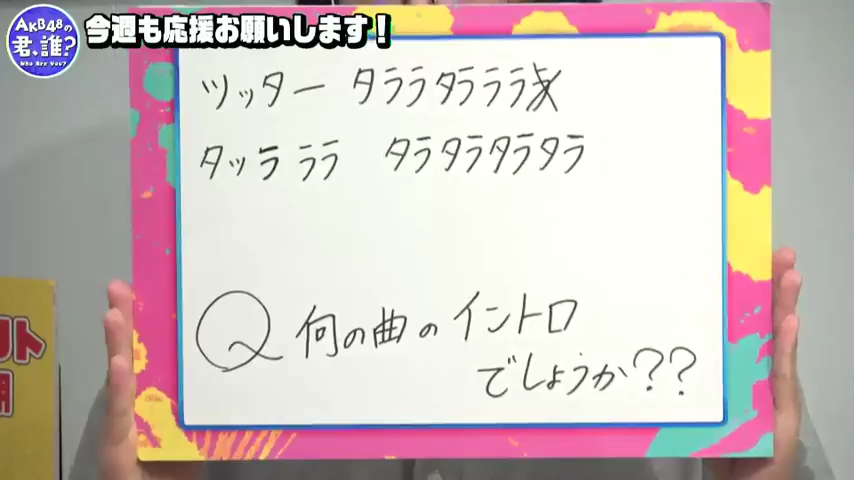 AKB48の
君、誰?
Who Are You?
今週も応援お願いします!
ツッター タララタラララ
タッラララ タラタラタラタラ
Q 何の曲のイントロ
でしょうか??